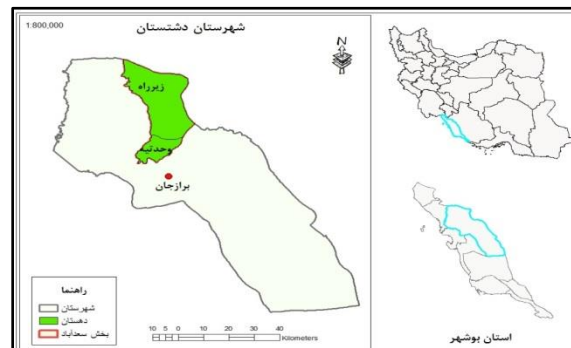 1:800,000
شهرستان دشتستان
N
زیرراه
وحدتیه
برازجان
راهنما
شهرستان
دهستان
بخش سعدآباد
10 5 0 10 20 30 40
Kilometers
استان بوشهر